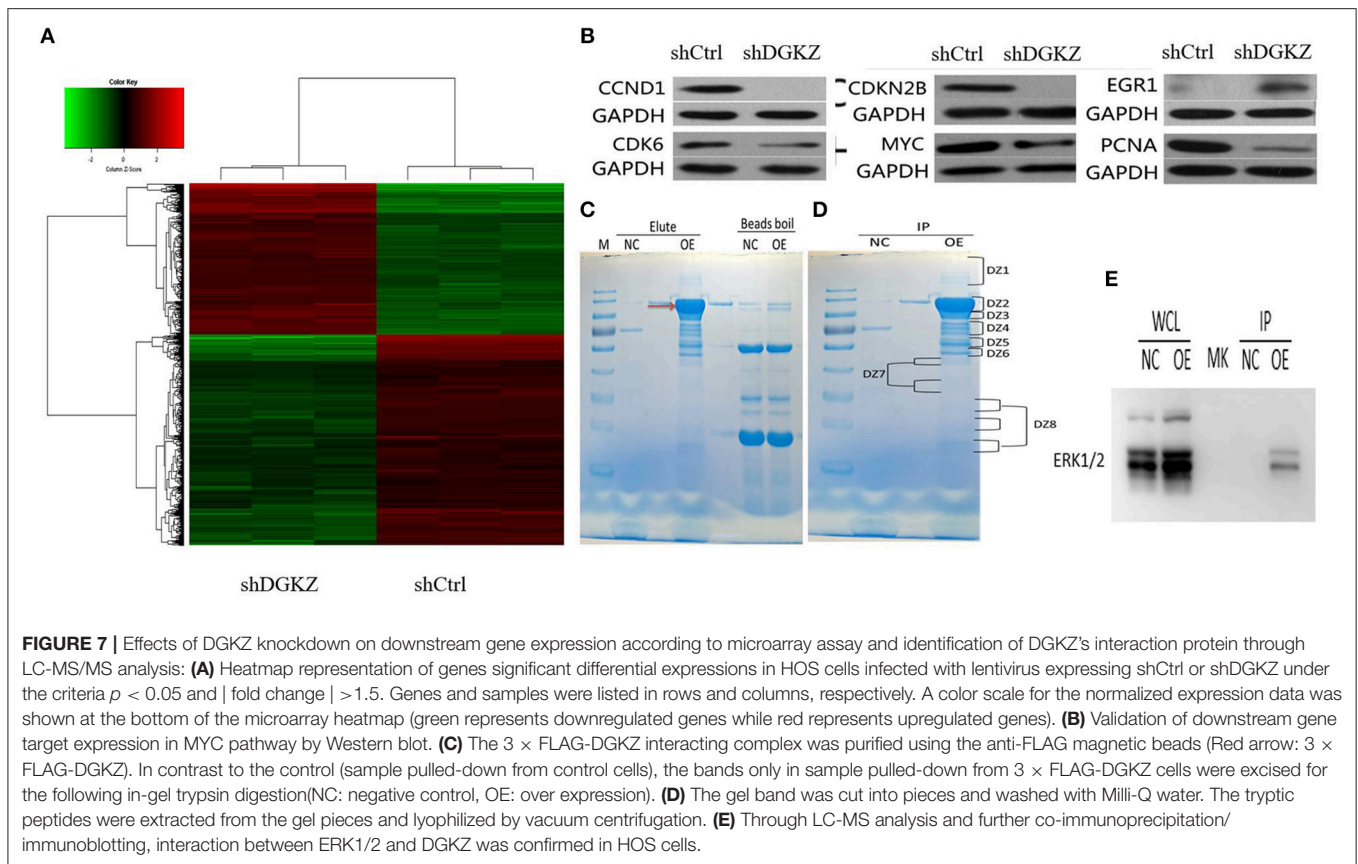 A
Color Key
-2 0 2
Column Z-Score
shDGKZ shCtrl
B
shCtrl shDGKZ
CCND1
GAPDH
CDK6
GAPDH
shCtrl shDGKZ
CDKN2B
GAPDH
MYC
GAPDH
shCtrl shDGKZ
EGR1
GAPDH
PCNA
GAPDH
C
Elute Beads boil
M NC OE NC OE
D
IP
NC OE
DZ1
DZ2
DZ3
DZ4
DZ5
DZ6
DZ7
DZ8
E
WCL IP
NC OE MK NC OE
ERK1/2
FIGURE 7 | Effects of DGKZ knockdown on downstream gene expression according to microarray assay and identification of DGKZ's interaction protein through
LC-MS/MS analysis: (A) Heatmap representation of genes significant differential expressions in HOS cells infected with lentivirus expressing shCtrl or shDGKZ under
the criteria p < 0.05 and | fold change | >1.5. Genes and samples were listed in rows and columns, respectively. A color scale for the normalized expression data was
shown at the bottom of the microarray heatmap (green represents downregulated genes while red represents upregulated genes). (B) Validation of downstream gene
target expression in MYC pathway by Western blot. (C) The 3 × FLAG-DGKZ interacting complex was purified using the anti-FLAG magnetic beads (Red arrow: 3 ×
FLAG-DGKZ). In contrast to the control (sample pulled-down from control cells), the bands only in sample pulled-down from 3 × FLAG-DGKZ cells were excised for
the following in-gel trypsin digestion(NC: negative control, OE: over expression). (D) The gel band was cut into pieces and washed with Milli-Q water. The tryptic
peptides were extracted from the gel pieces and lyophilized by vacuum centrifugation. (E) Through LC-MS analysis and further co-immunoprecipitation/
immunoblotting, interaction between ERK1/2 and DGKZ was confirmed in HOS cells.